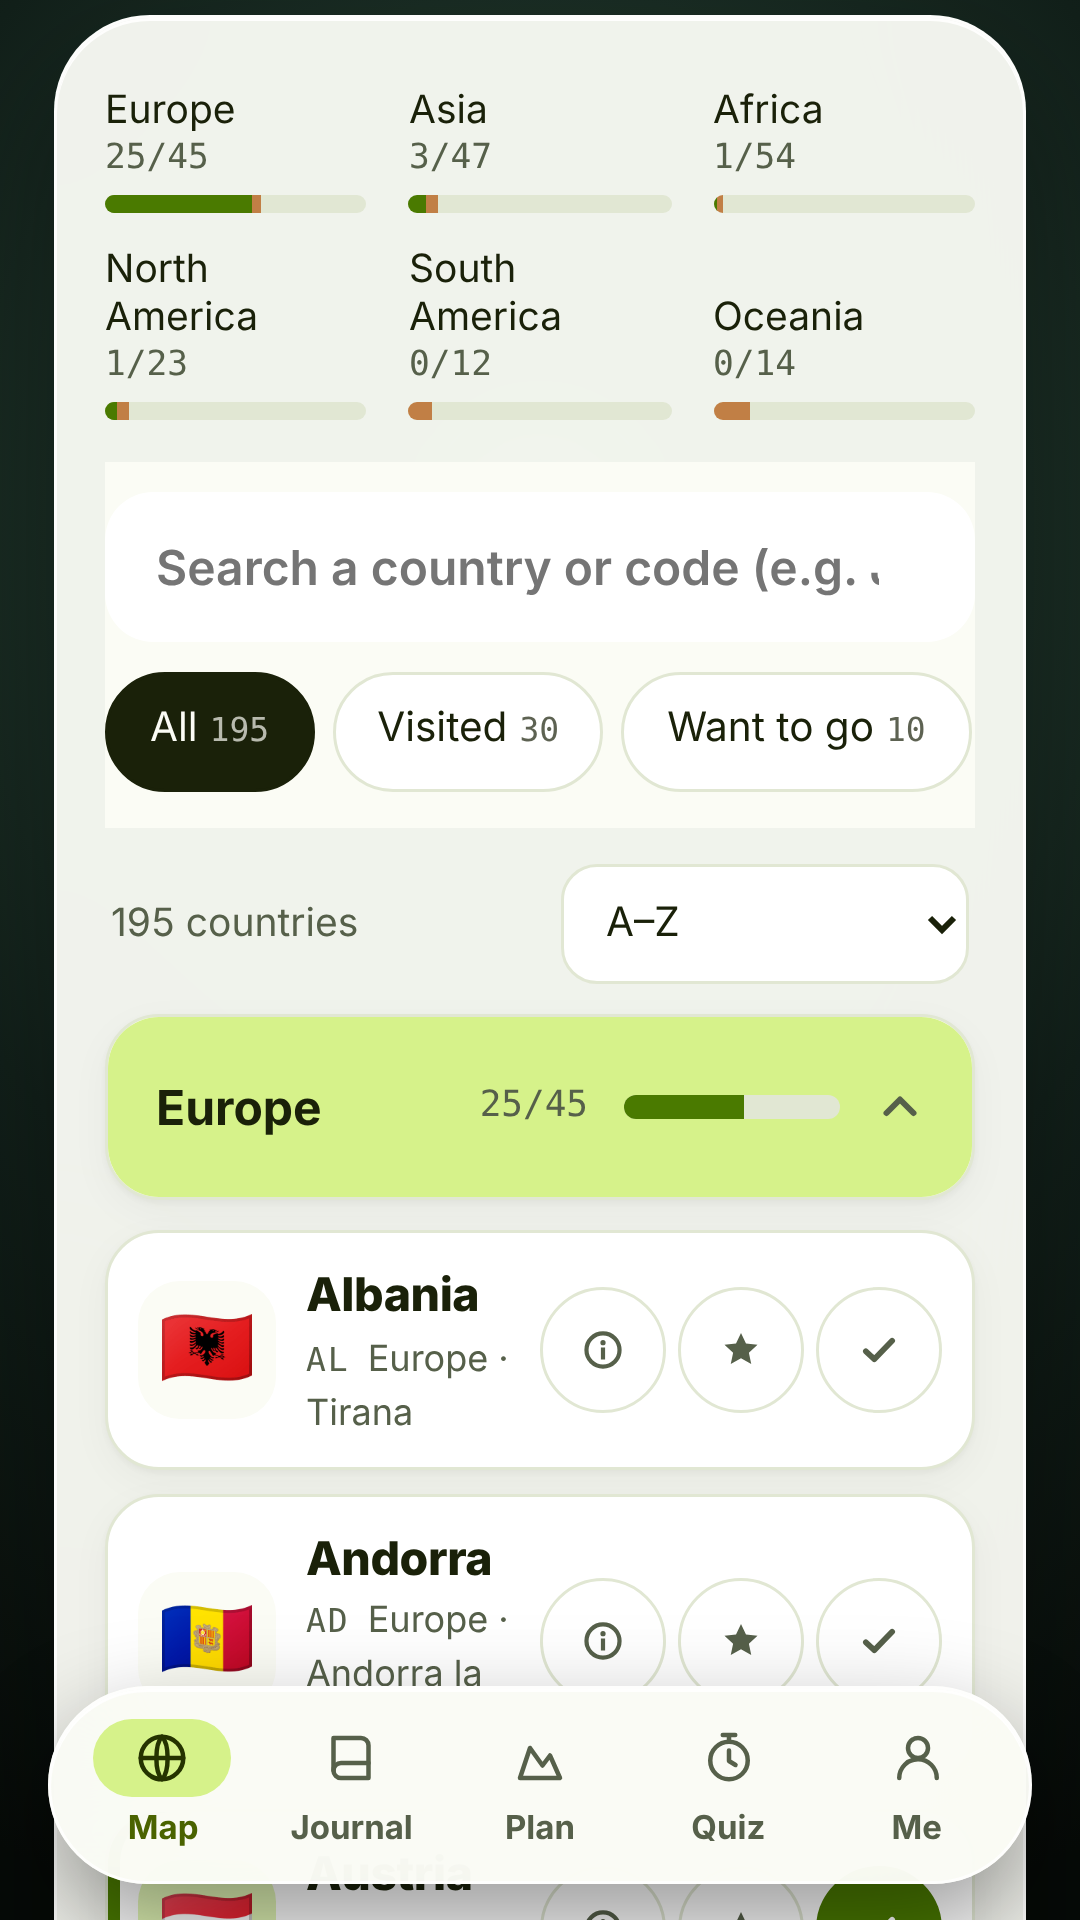 Europe
25/45
Asia
3/47
Africa
1/54
North
America
1/23
South
America
0/12
Oceania
0/14
Search a country or code (e.g.
All 195
Visited 30
Want to go 10
195 countries
A–Z
Europe 25/45
Albania
AL Europe ·
Tirana
Andorra
AD Europe ·
Andorra la
Map
Journal
Plan
Quiz
Me
Austria